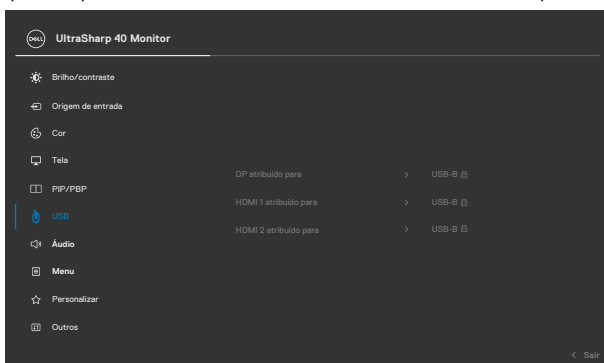 DELL
UltraSharp 40 Monitor
Brilho/contraste
Origem de entrada
Cor
Tela
PIP/PBP
USB
Áudio
Menu
Personalizar
Outros
DP atribuído para > USB-B
HDMI 1 atribuído para > USB-B
HDMI 2 atribuído para > USB-B
< Sair